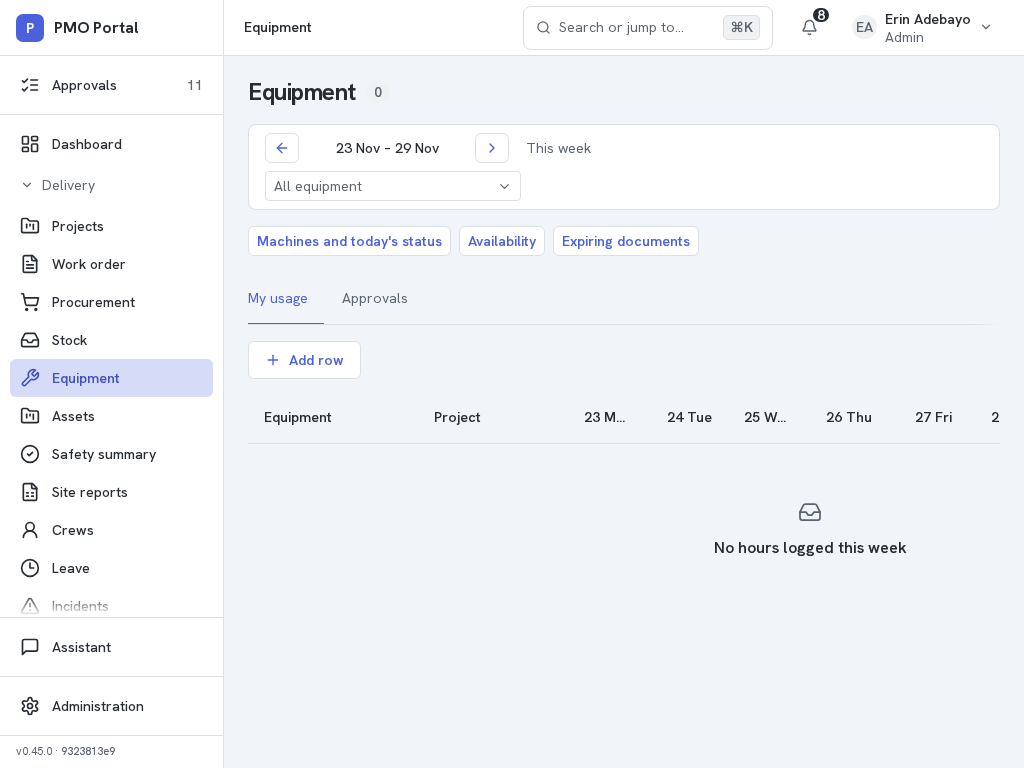 P PMO Portal
Equipment
Search or jump to...
⌘K
8
EA
Erin Adebayo
Admin
Approvals 11
Dashboard
Delivery
Projects
Work order
Procurement
Stock
Equipment
Assets
Safety summary
Site reports
Crews
Leave
Incidents
Assistant
Administration
v0.45.0 · 9323813e9
Equipment 0
23 Nov – 29 Nov
This week
All equipment
Machines and today's status
Availability
Expiring documents
My usage
Approvals
Add row
Equipment Project 23 M... 24 Tue 25 W... 26 Thu 27 Fri 2
No hours logged this week